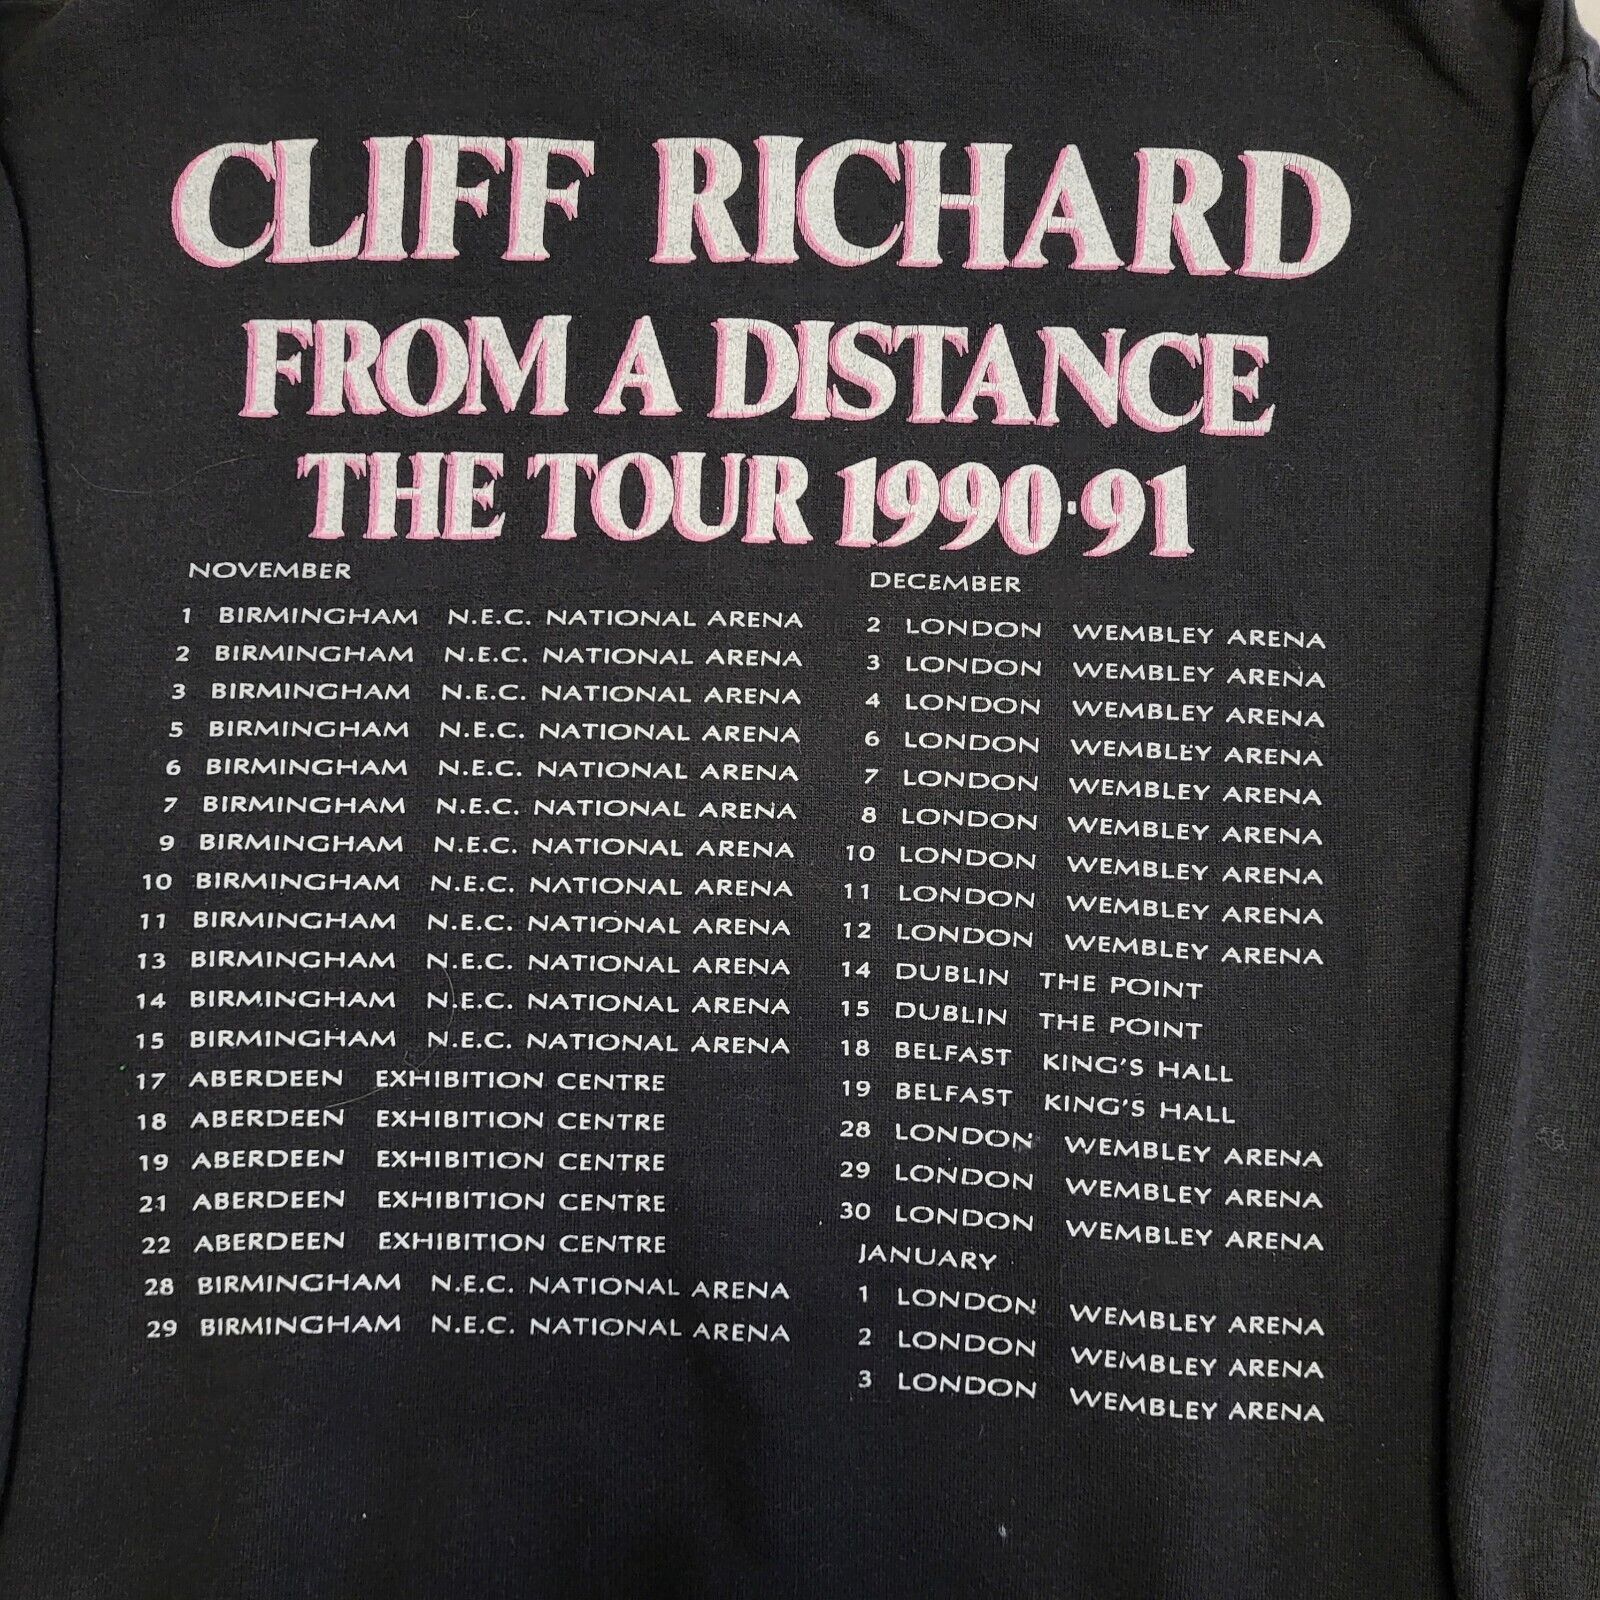 CLIFF RICHARD
FROM A DISTANCE
THE TOUR 1990·91
NOVEMBER
1 BIRMINGHAM N.E.C. NATIONAL ARENA
2 BIRMINGHAM N.E.C. NATIONAL ARENA
3 BIRMINGHAM N.E.C. NATIONAL ARENA
5 BIRMINGHAM N.E.C. NATIONAL ARENA
6 BIRMINGHAM N.E.C. NATIONAL ARENA
7 BIRMINGHAM N.E.C. NATIONAL ARENA
9 BIRMINGHAM N.E.C. NATIONAL ARENA
10 BIRMINGHAM N.E.C. NATIONAL ARENA
11 BIRMINGHAM N.E.C. NATIONAL ARENA
13 BIRMINGHAM N.E.C. NATIONAL ARENA
14 BIRMINGHAM N.E.C. NATIONAL ARENA
15 BIRMINGHAM N.E.C. NATIONAL ARENA
17 ABERDEEN EXHIBITION CENTRE
18 ABERDEEN EXHIBITION CENTRE
19 ABERDEEN EXHIBITION CENTRE
21 ABERDEEN EXHIBITION CENTRE
22 ABERDEEN EXHIBITION CENTRE
28 BIRMINGHAM N.E.C. NATIONAL ARENA
29 BIRMINGHAM N.E.C. NATIONAL ARENA
DECEMBER
2 LONDON WEMBLEY ARENA
3 LONDON WEMBLEY ARENA
4 LONDON WEMBLEY ARENA
6 LONDON WEMBLEY ARENA
7 LONDON WEMBLEY ARENA
8 LONDON WEMBLEY ARENA
10 LONDON WEMBLEY ARENA
11 LONDON WEMBLEY ARENA
12 LONDON WEMBLEY ARENA
14 DUBLIN THE POINT
15 DUBLIN THE POINT
18 BELFAST KING'S HALL
19 BELFAST KING'S HALL
28 LONDON WEMBLEY ARENA
29 LONDON WEMBLEY ARENA
30 LONDON WEMBLEY ARENA
JANUARY
1 LONDON WEMBLEY ARENA
2 LONDON WEMBLEY ARENA
3 LONDON WEMBLEY ARENA